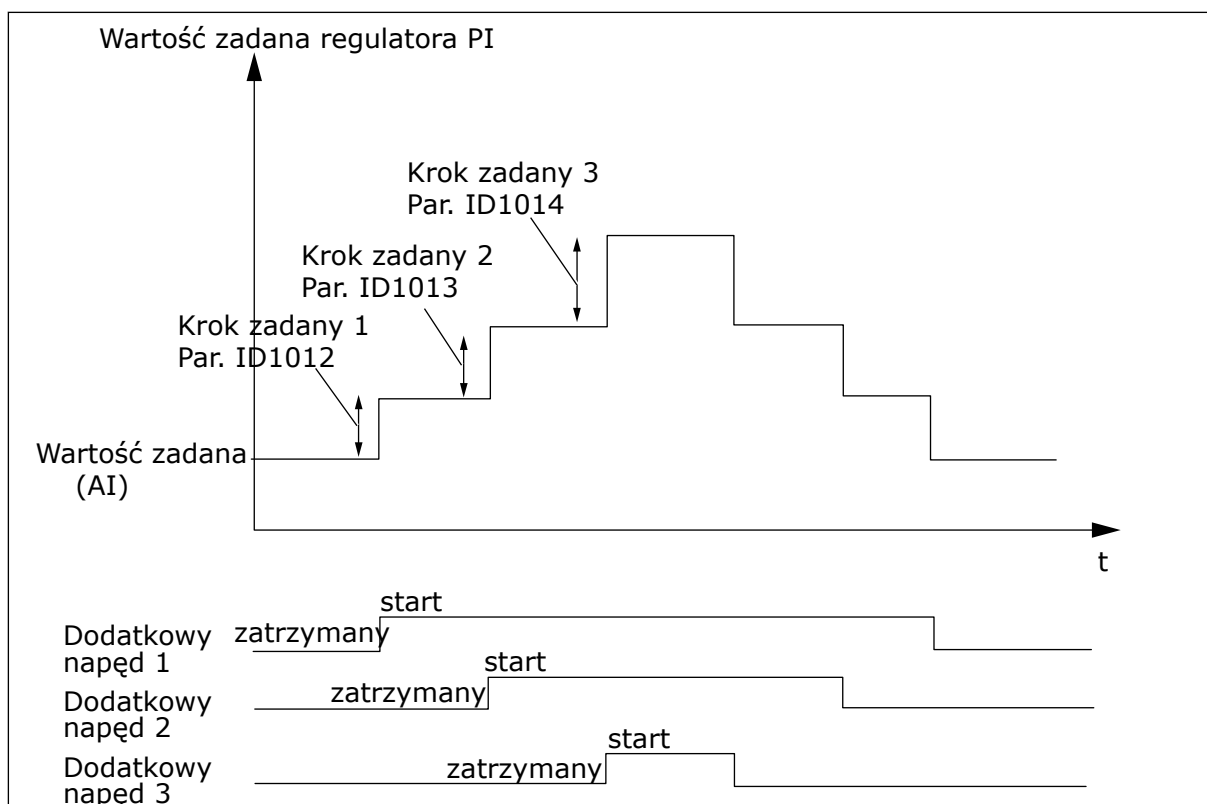 Wartość zadana regulatora PI
Krok zadany 3
Par. ID1014
Krok zadany 2
Par. ID1013
Krok zadany 1
Par. ID1012
Wartość zadana
(AI)
t
start
Dodatkowy
napęd 1
zatrzymany
start
Dodatkowy
napęd 2
zatrzymany
start
Dodatkowy
napęd 3
zatrzymany